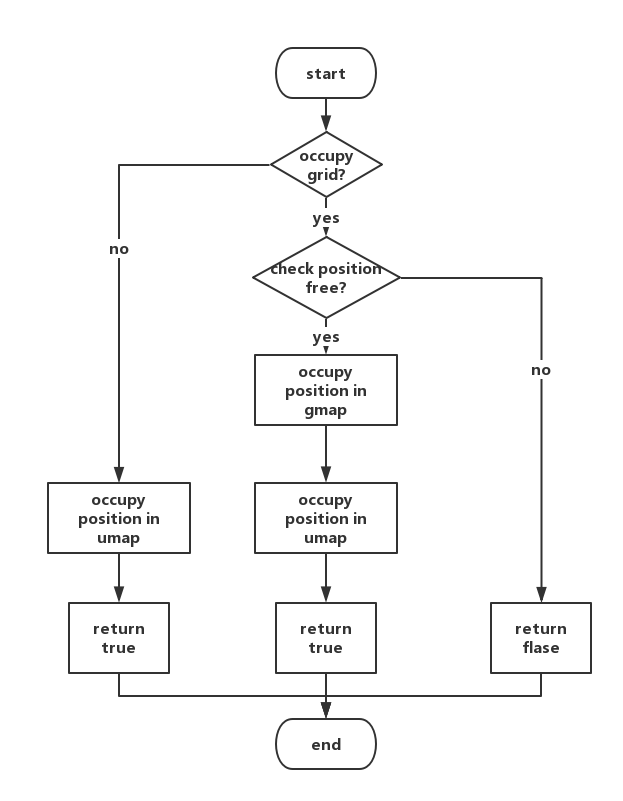 start
occupy
grid?
yes
no
check position
free?
yes
no
occupy
position in
gmap
occupy
position in
umap
occupy
position in
umap
return
true
return
true
return
flase
end